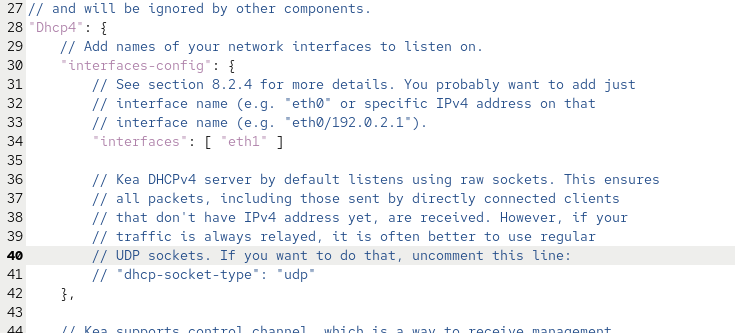 27 // and will be ignored by other components.
28 "Dhcp4": {
29 // Add names of your network interfaces to listen on.
30 "interfaces-config": {
31 // See section 8.2.4 for more details. You probably want to add just
32 // interface name (e.g. "eth0" or specific IPv4 address on that
33 // interface name (e.g. "eth0/192.0.2.1").
34 "interfaces": [ "eth1" ]
35
36 // Kea DHCPv4 server by default listens using raw sockets. This ensures
37 // all packets, including those sent by directly connected clients
38 // that don't have IPv4 address yet, are received. However, if your
39 // traffic is always relayed, it is often better to use regular
40 // UDP sockets. If you want to do that, uncomment this line:
41 // "dhcp-socket-type": "udp"
42 },
43
44 // Kea supports control channel, which is a way to receive management